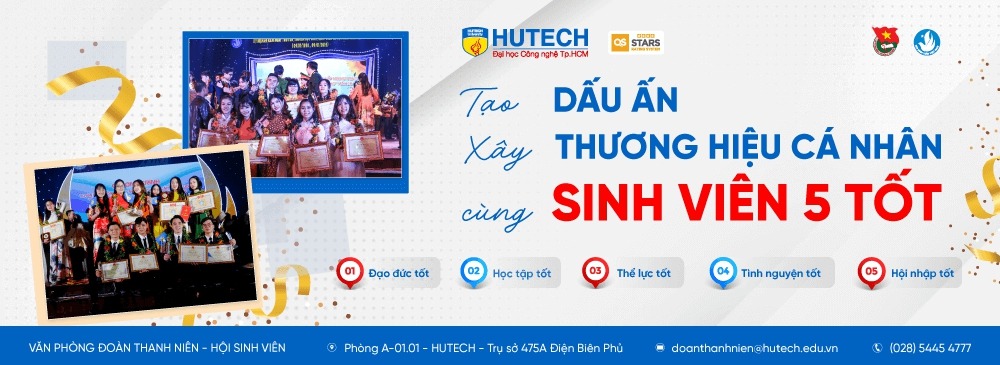 HUTECH
Đại học Công nghệ Tp.HCM
QS
STARS
Tạo DẤU ẤN
Xây THƯƠNG HIỆU CÁ NHÂN
cùng SINH VIÊN 5 TỐT
01 Đạo đức tốt
02 Học tập tốt
03 Thể lực tốt
04 Tình nguyện tốt
05 Hội nhập tốt
VĂN PHÒNG ĐOÀN THANH NIÊN - HỘI SINH VIÊN
Phòng A-01.01 - HUTECH - Trụ sở 475A Điện Biên Phủ
doanthanhnien@hutech.edu.vn
(028) 5445 4777